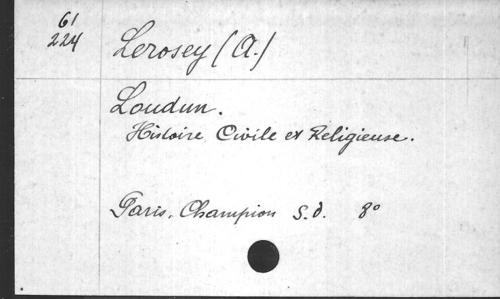 61
224
Lerosey (A.)
Loudun.
Histoire Civile et Religieuse.
Paris, Champion S.d. 8°